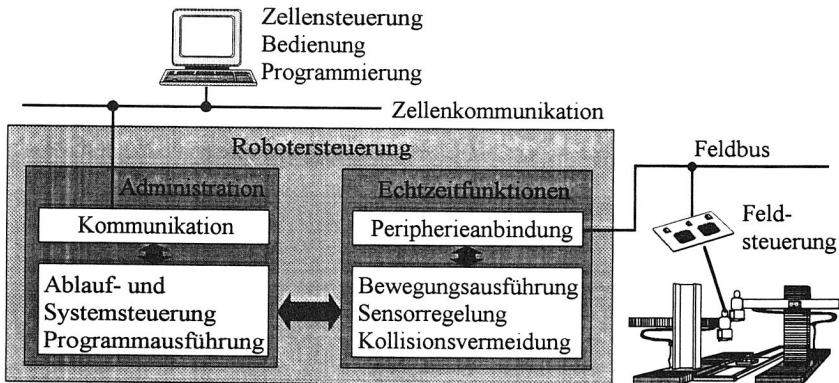 Zellensteuerung
Bedienung
Programmierung
Zellenkommunikation
Robotersteuerung
Feldbus
Administration
Echtzeitfunktionen
Kommunikation
Peripherieanbindung
Feld-
steuerung
Ablauf- und
Systemsteuerung
Programmausführung
Bewegungsausführung
Sensorregelung
Kollisionsvermeidung